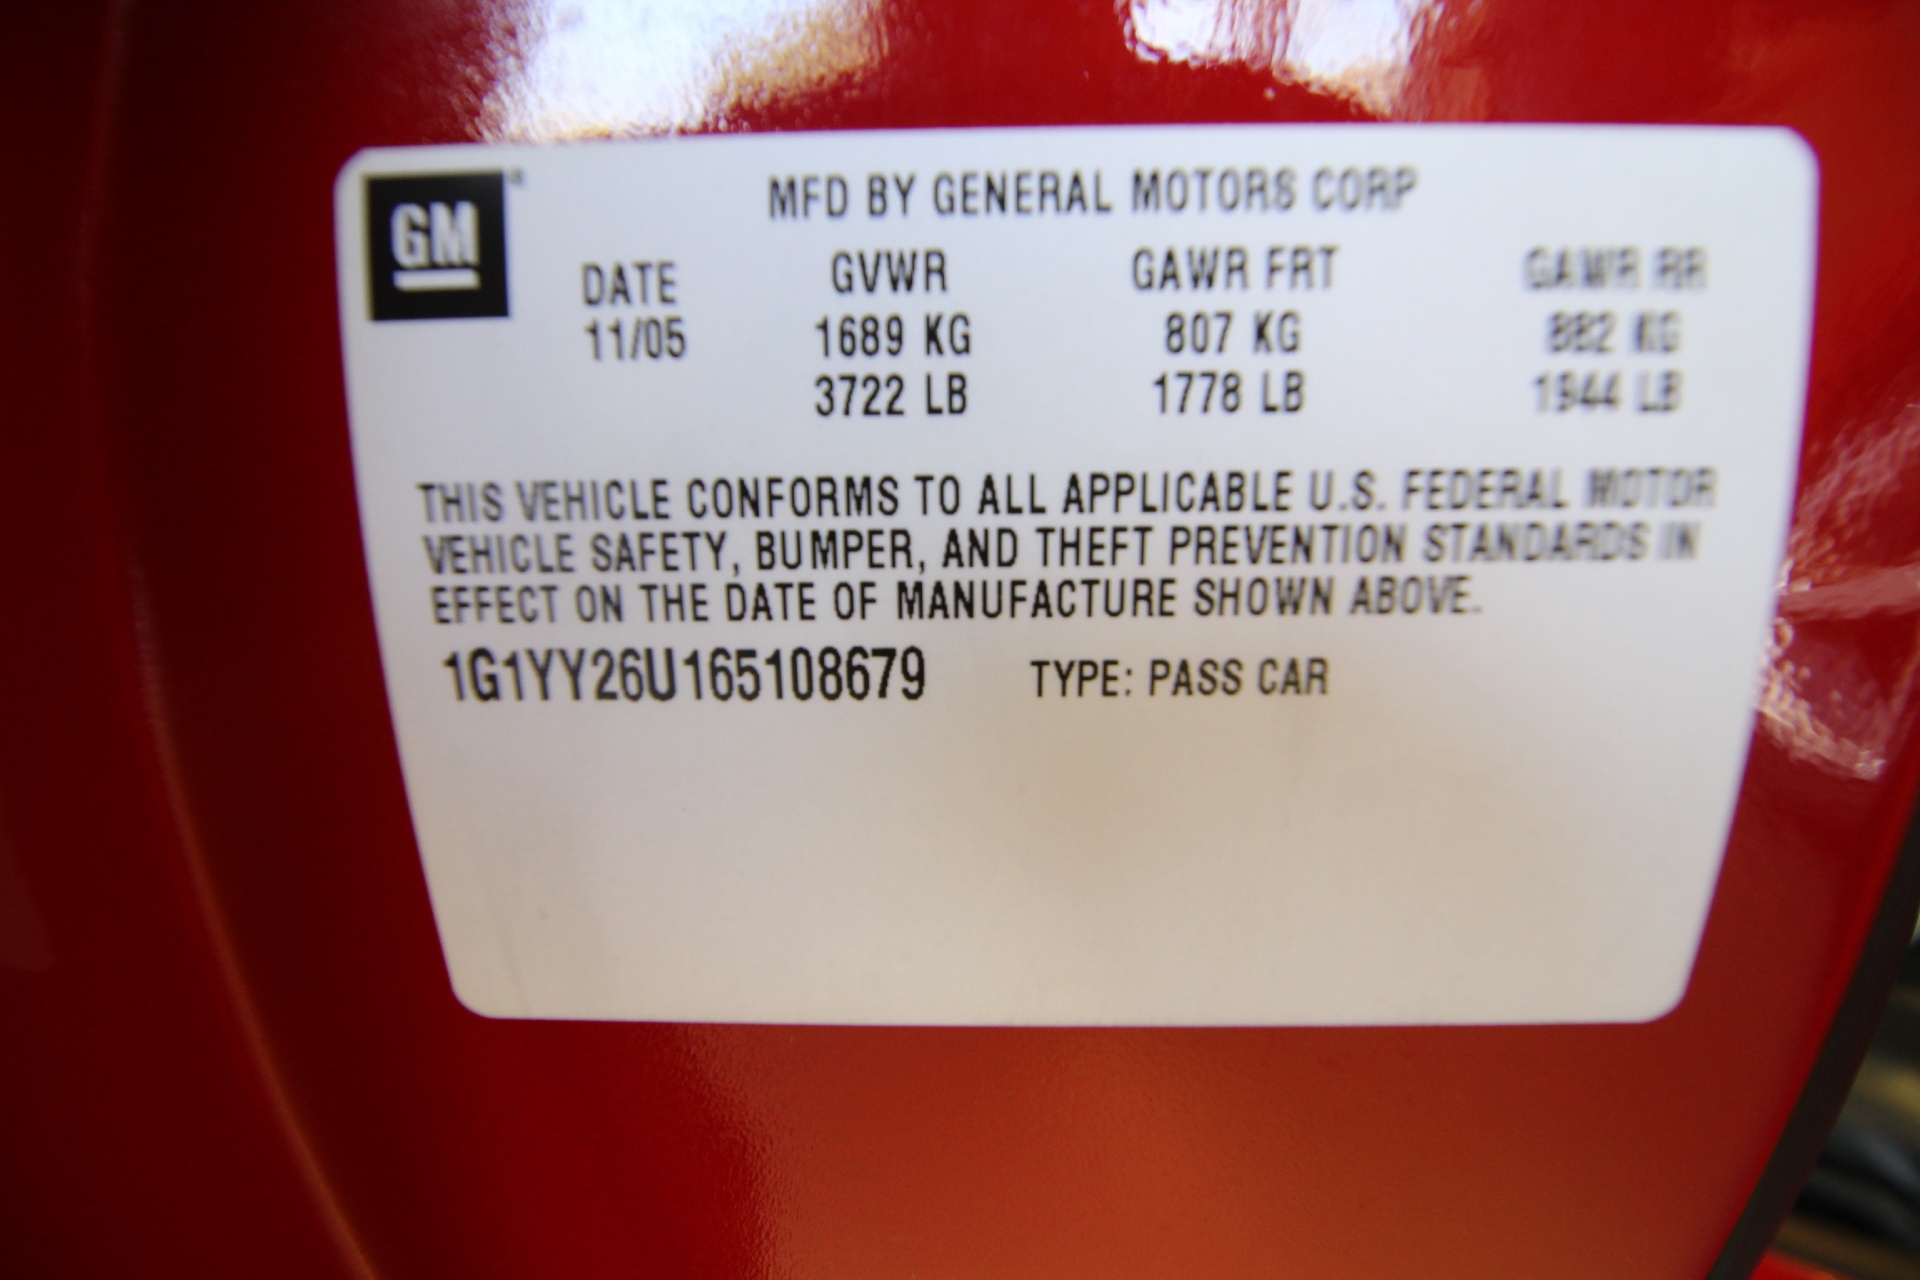 GM
MFD BY GENERAL MOTORS CORP
DATE GVWR GAWR FRT GAWR RR
11/05 1689 KG 807 KG 882 KG
3722 LB 1778 LB 1944 LB
THIS VEHICLE CONFORMS TO ALL APPLICABLE U.S. FEDERAL MOTOR
VEHICLE SAFETY, BUMPER, AND THEFT PREVENTION STANDARDS IN
EFFECT ON THE DATE OF MANUFACTURE SHOWN ABOVE.
1G1YY26U165108679 TYPE: PASS CAR